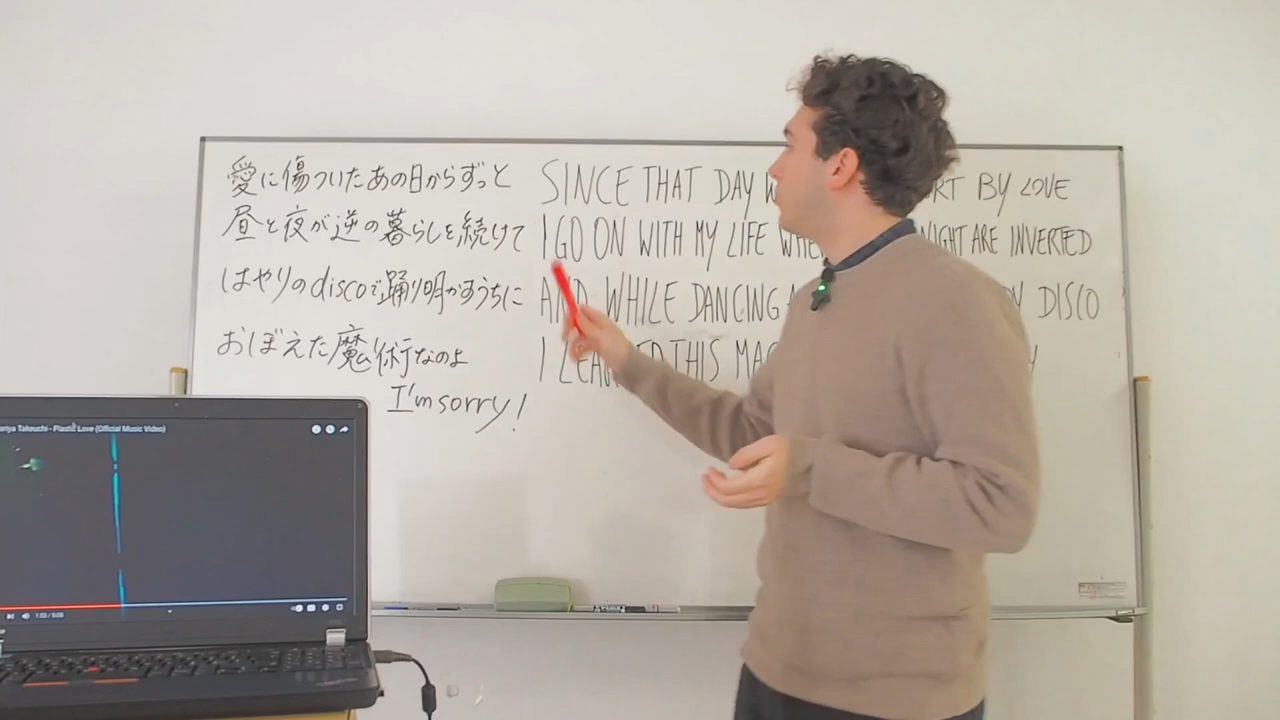 愛に傷ついたあの日からずっと
昼と夜が逆の暮らしを続けて
はやりのdiscoで踊り明かすうちに
おぼえた魔術なのよ
I'm sorry!
SINCE THAT DAY BY LOVE
I GO ON WITH MY LIFE NIGHT ARE INVERTED
AND WHILE DANCING DISCO
I THIS
Takeuchi - Plastic Love (Official Music Video)